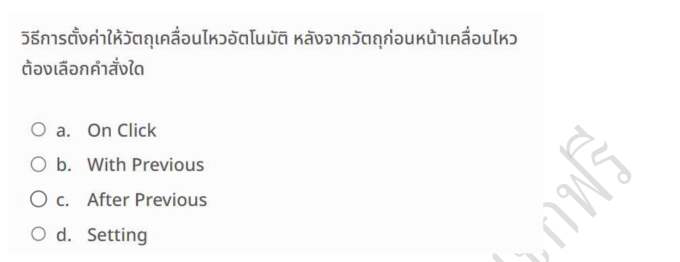 วิธีการตั้งค่าให้วัตถุเคลื่อนไหวอัตโนมัติ หลังจากวัตถุก่อนหน้าเคลื่อนไหว
ต้องเลือกคำสั่งใด
a. On Click
b. With Previous
c. After Previous
d. Setting